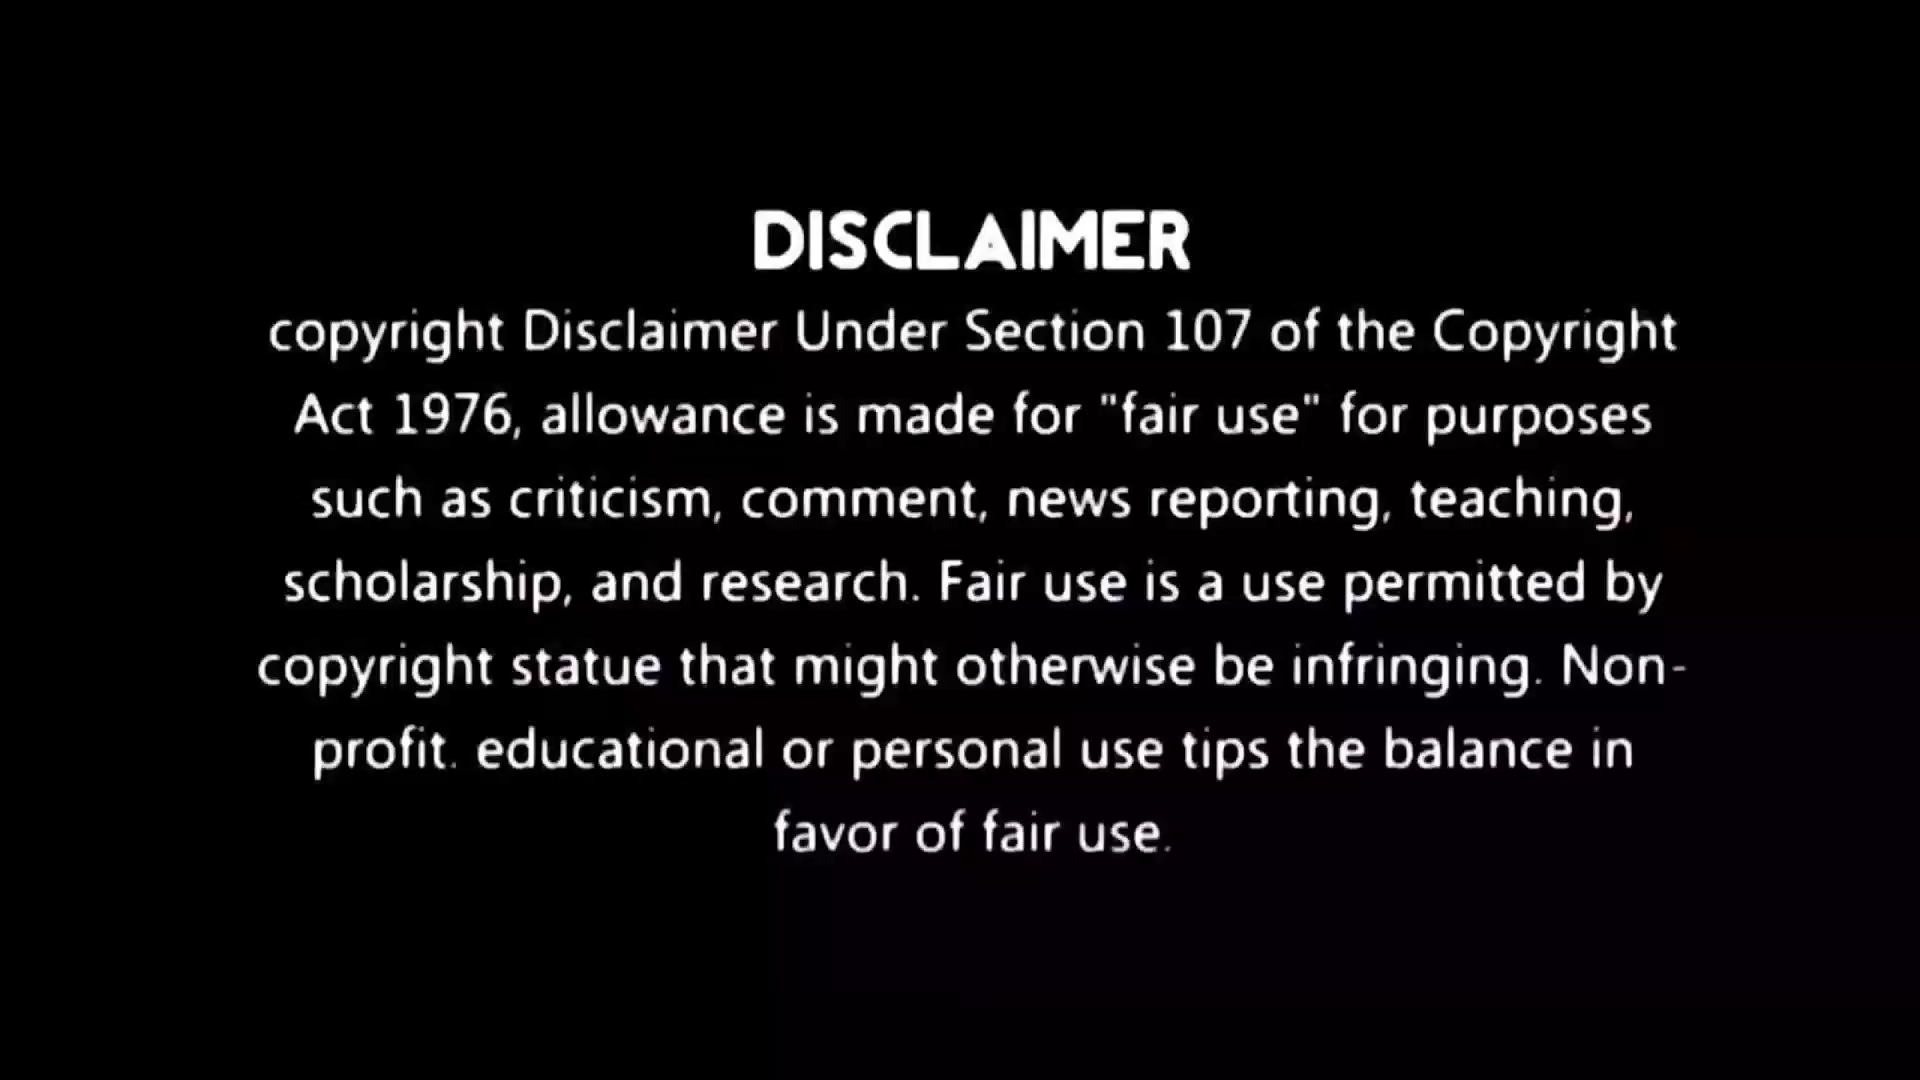 DISCLAIMER
copyright Disclaimer Under Section 107 of the Copyright
Act 1976, allowance is made for "fair use" for purposes
such as criticism, comment, news reporting, teaching,
scholarship, and research. Fair use is a use permitted by
copyright statue that might otherwise be infringing. Non-
profit. educational or personal use tips the balance in
favor of fair use.